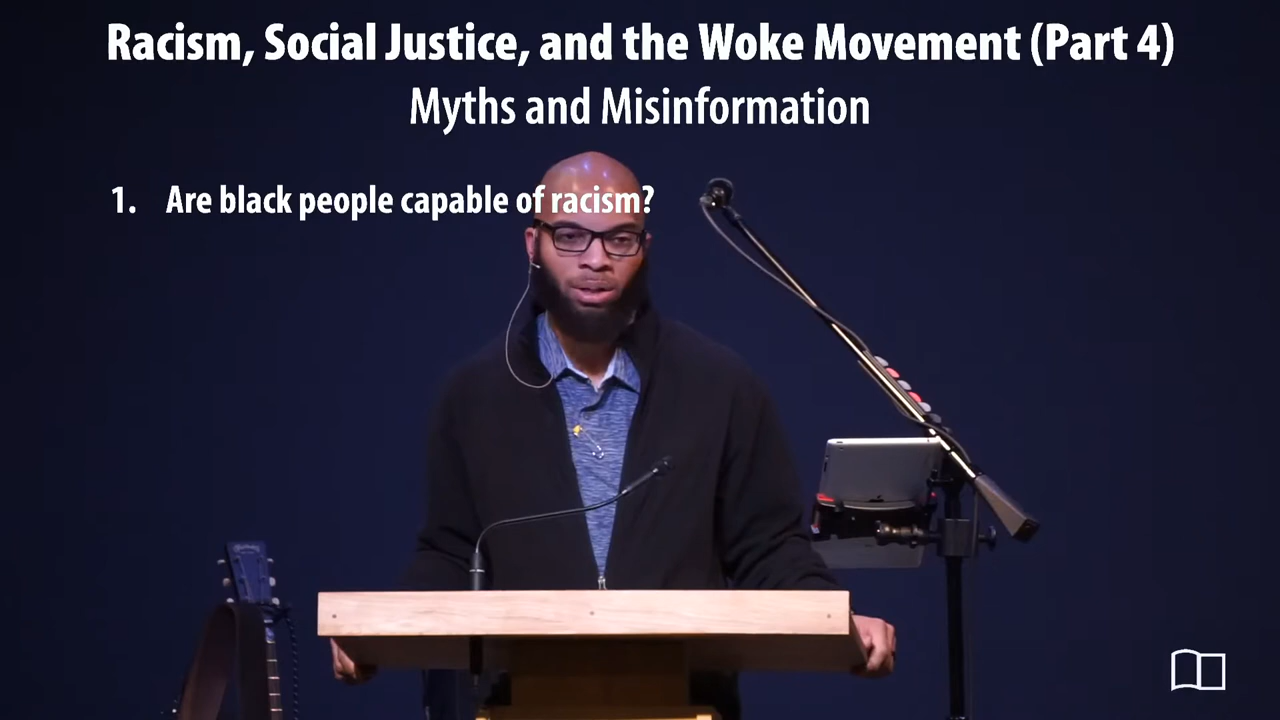 Racism, Social Justice, and the Woke Movement (Part 4)
Myths and Misinformation
1. Are black people capable of racism?